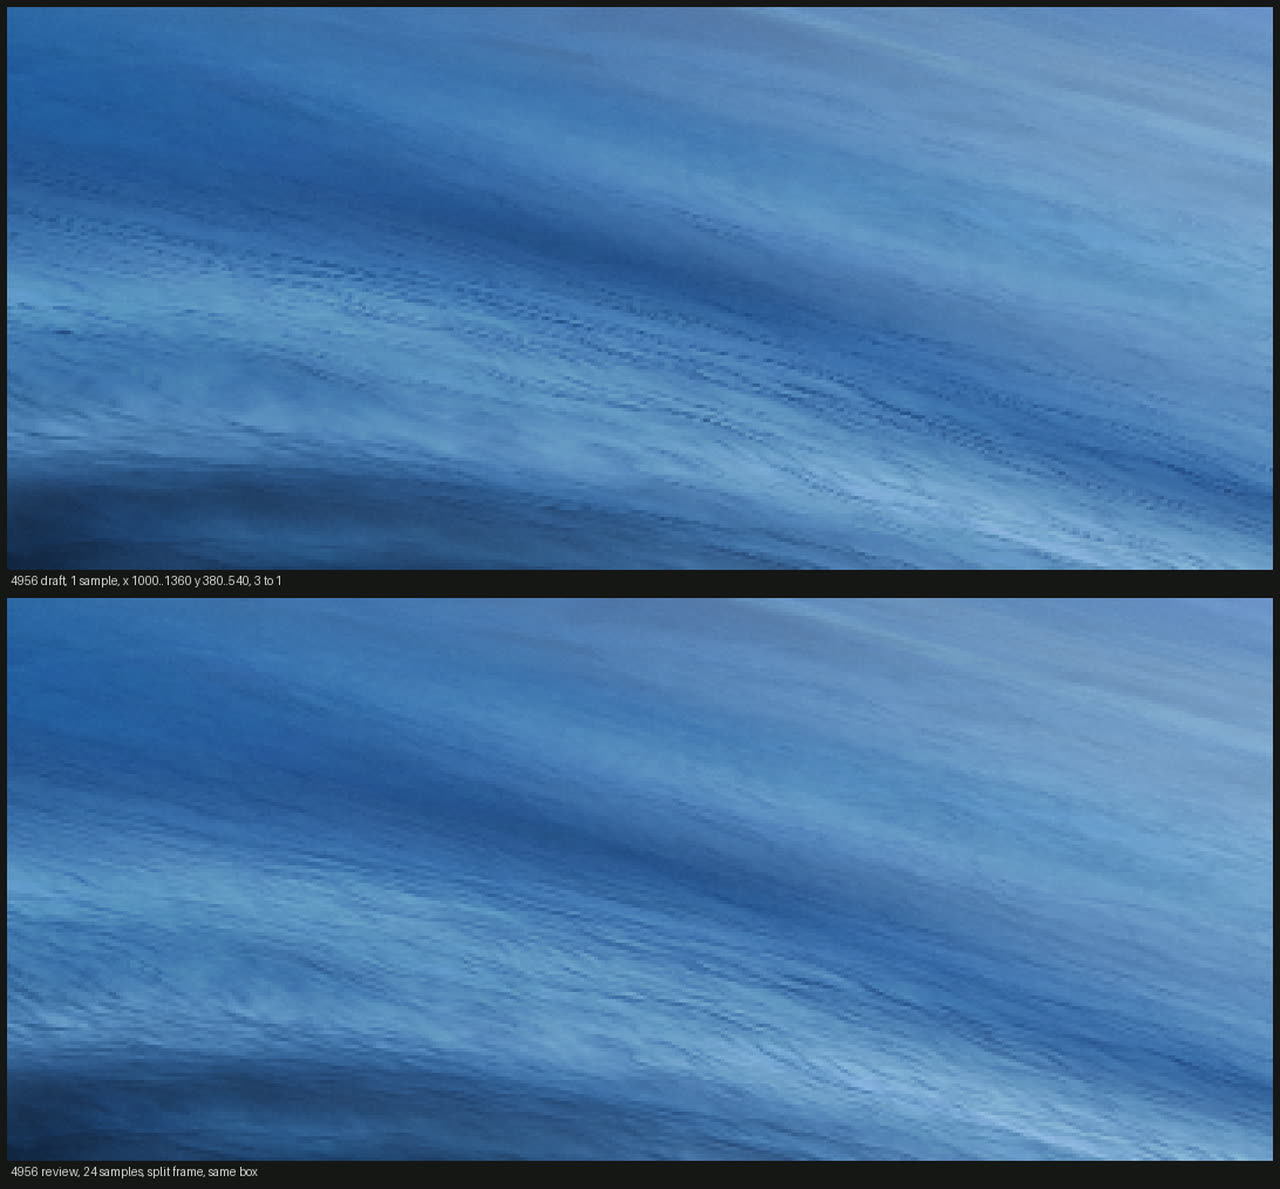 4956 draft, 1 sample, x 1000..1360 y 380..540, 3 to 1
4956 review, 24 samples, split frame, same box